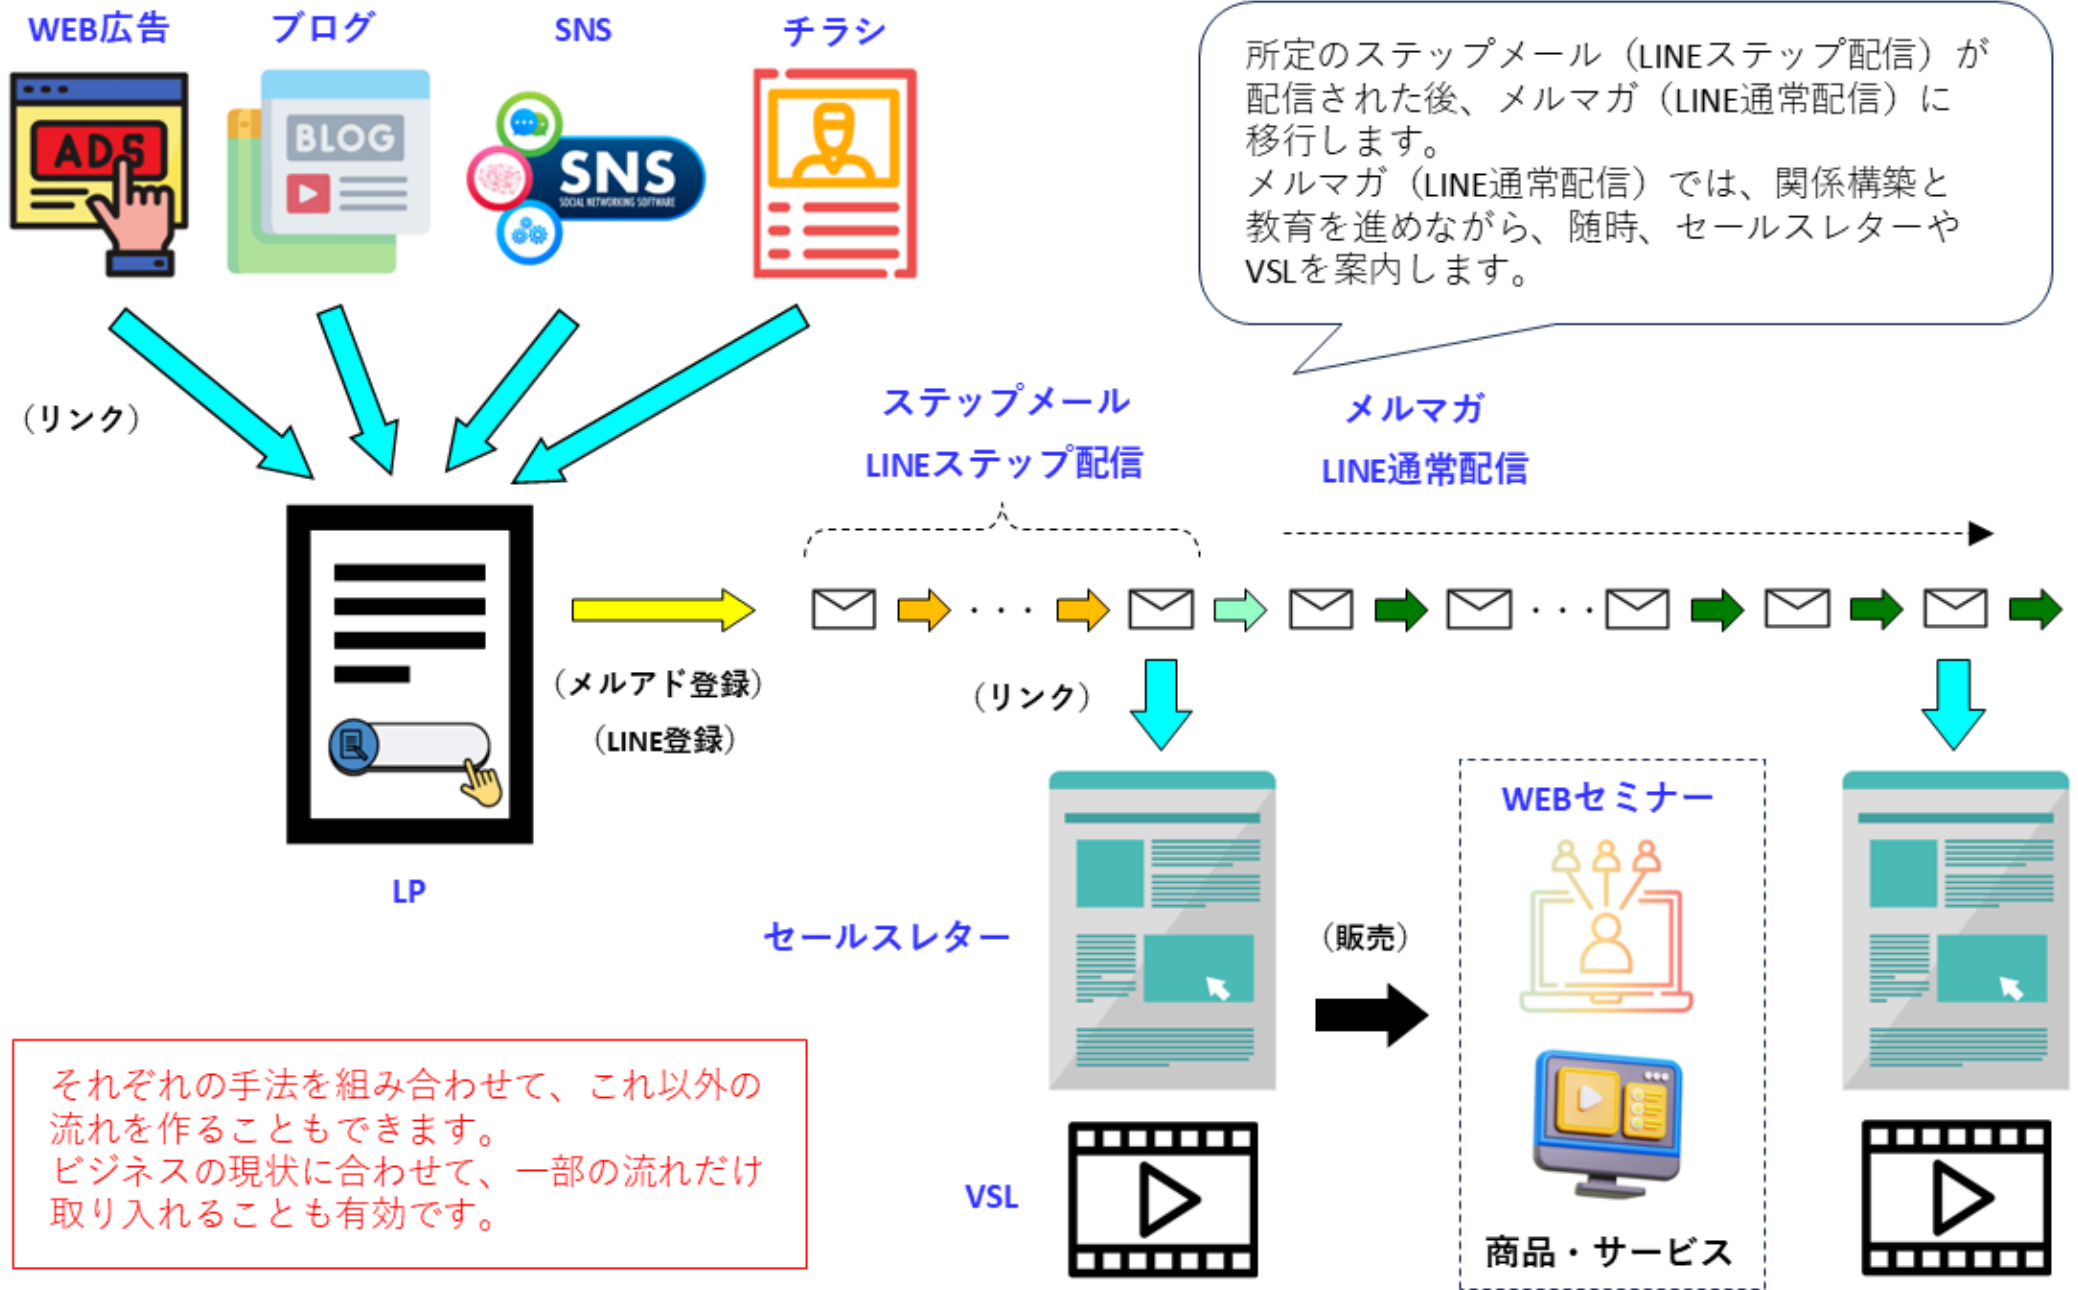 WEB広告
ブログ
SNS
チラシ
ADS
BLOG
SNS
SOCIAL NETWORKING SOFTWARE
所定のステップメール（LINEステップ配信）が
配信された後、メルマガ（LINE通常配信）に
移行します。
メルマガ（LINE通常配信）では、関係構築と
教育を進めながら、随時、セールスレターや
VSLを案内します。
（リンク）
ステップメール
LINEステップ配信
メルマガ
LINE通常配信
・・・
・・・
（メルアド登録）
（LINE登録）
（リンク）
LP
WEBセミナー
セールスレター
（販売）
VSL
商品・サービス
それぞれの手法を組み合わせて、これ以外の
流れを作ることもできます。
ビジネスの現状に合わせて、一部の流れだけ
取り入れることも有効です。